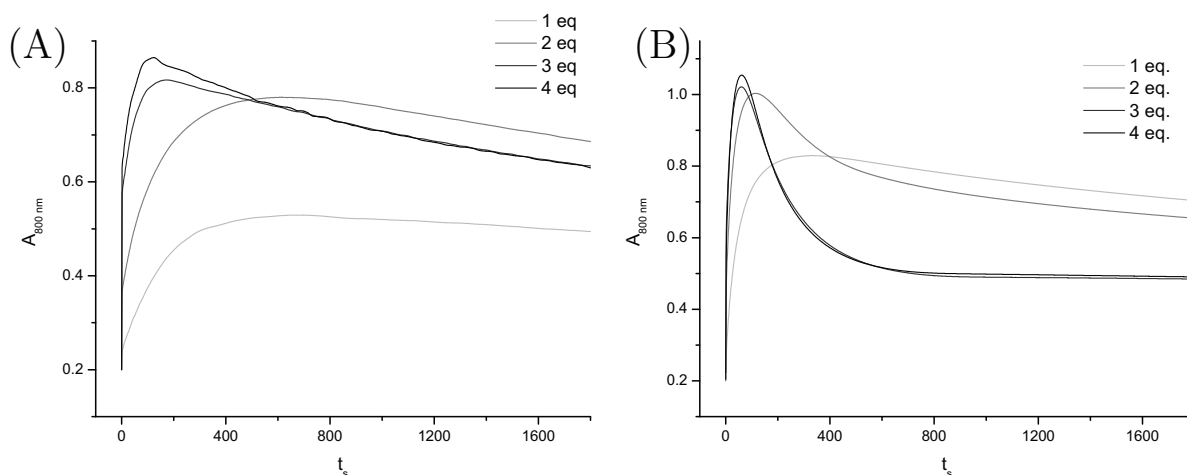 (A)
1 eq
2 eq
3 eq
4 eq
0.8
0.6
0.4
0.2
A800 nm
0 400 800 1200 1600
ts
(B)
1 eq.
2 eq.
3 eq.
4 eq.
1.0
0.8
0.6
0.4
0.2
A800 nm
0 400 800 1200 1600
ts